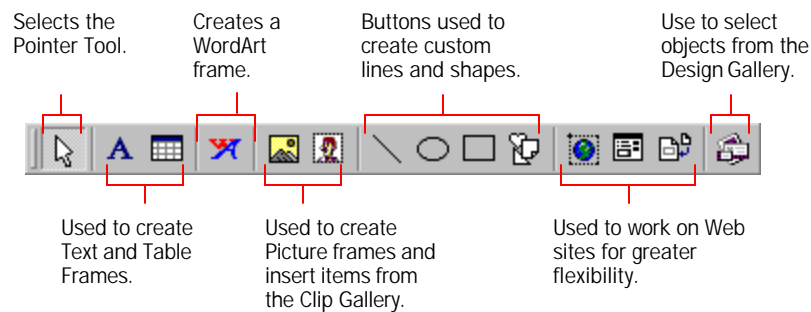 Selects the
Pointer Tool.
Creates a
WordArt
frame.
Buttons used to
create custom
lines and shapes.
Use to select
objects from the
Design Gallery.
A
Used to create
Text and Table
Frames.
Used to create
Picture frames and
insert items from
the Clip Gallery.
Used to work on Web
sites for greater
flexibility.